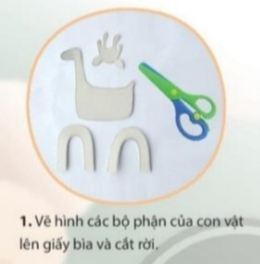 1. Vẽ hình các bộ phận của con vật
lên giấy bìa và cắt rời.